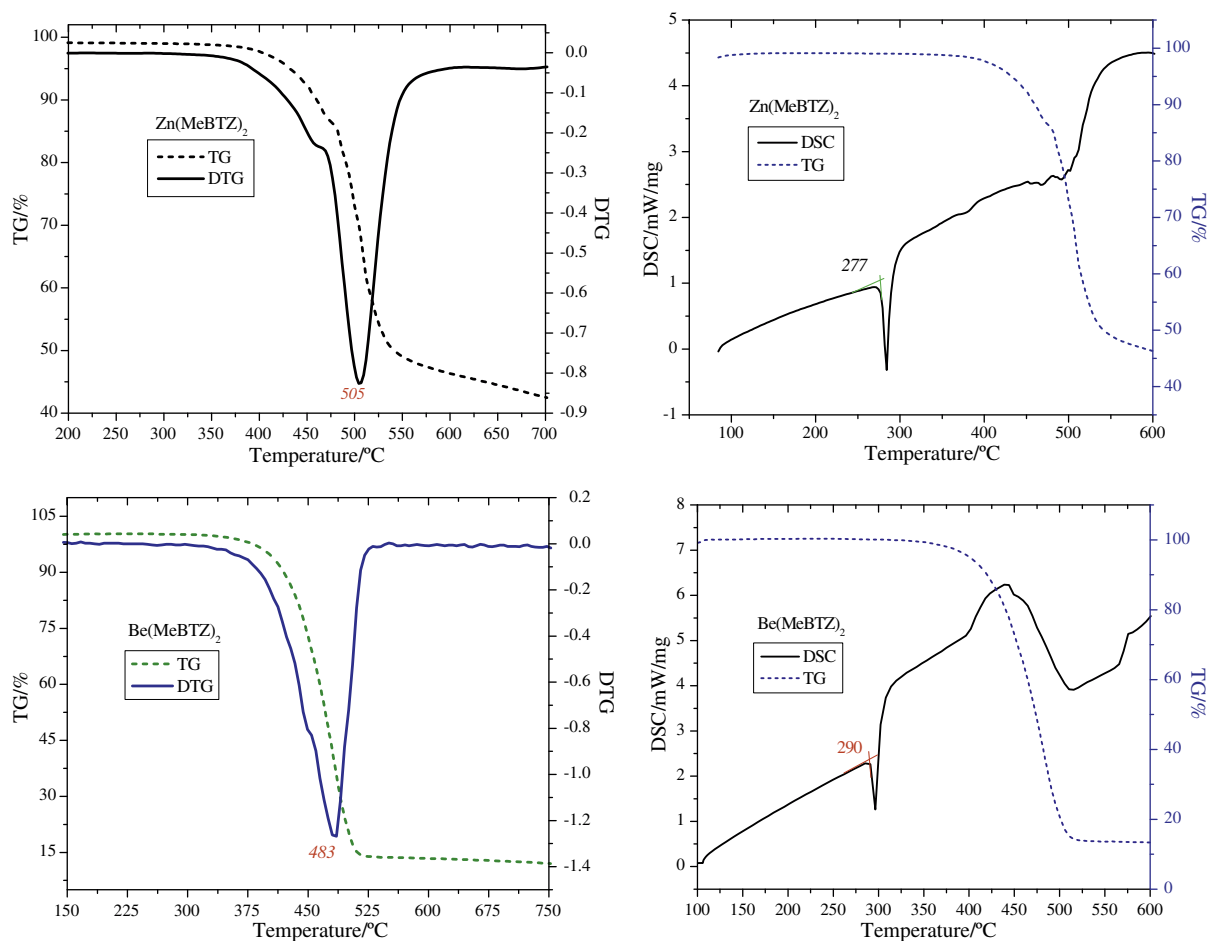 100
90
80
70
60
50
40
TG/%
Zn(MeBTZ)₂
TG
DTG
505
0.0
-0.1
-0.2
-0.3
-0.4
-0.5
-0.6
-0.7
-0.8
-0.9
DTG
200 250 300 350 400 450 500 550 600 650 700
Temperature/ºC
5
4
3
2
1
0
-1
DSC/mW/mg
Zn(MeBTZ)₂
DSC
TG
277
100
90
80
70
60
50
40
TG/%
100 200 300 400 500 600
Temperature/ºC
105
95
75
60
45
30
15
TG/%
Be(MeBTZ)₂
TG
DTG
483
0.2
0.0
-0.2
-0.4
-0.6
-0.8
-1.0
-1.2
-1.4
DTG
150 225 300 375 450 525 600 675 750
Temperature/ºC
8
7
6
5
4
3
2
1
0
DSC/mW/mg
Be(MeBTZ)₂
DSC
TG
290
100
80
60
40
20
0
TG/%
100 150 200 250 300 350 400 450 500 550 600
Temperature/ºC